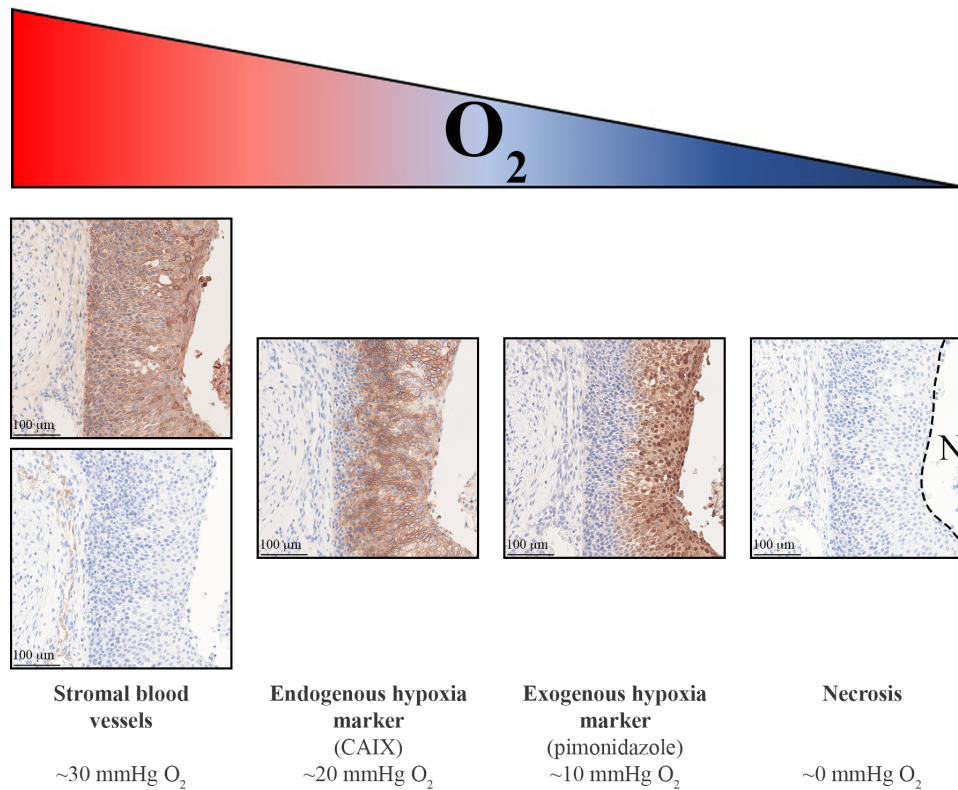 O₂
100 µm
100 µm
100 µm
100 µm
N
100 µm
Stromal blood
vessels
~30 mmHg O₂
Endogenous hypoxia
marker
(CAIX)
~20 mmHg O₂
Exogenous hypoxia
marker
(pimonidazole)
~10 mmHg O₂
Necrosis
~0 mmHg O₂